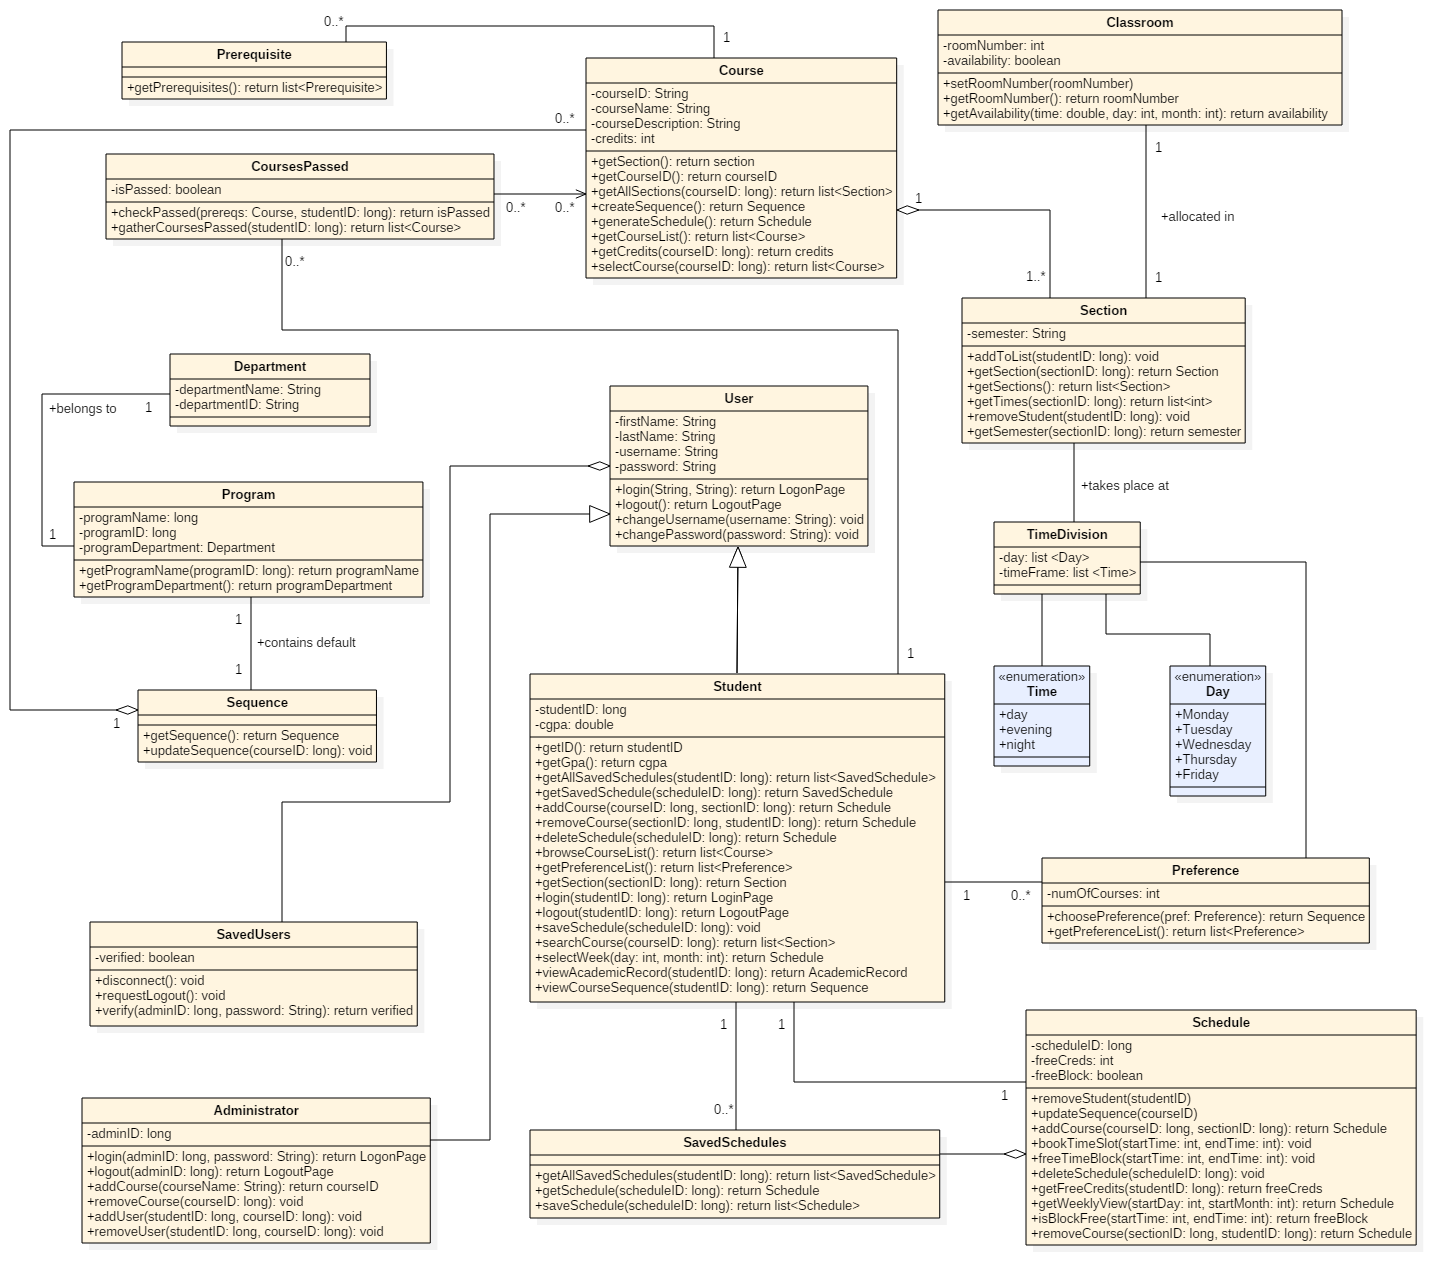 0..*
1
Prerequisite
+getPrerequisites(): return list<Prerequisite>
Course
-courseID: String
-courseName: String
-courseDescription: String
-credits: int
+getSection(): return section
+getCourseID(): return courseID
+getAllSections(courseID: long): return list<Section>
+createSequence(): return Sequence
+generateSchedule(): return Schedule
+getCourseList(): return list<Course>
+getCredits(courseID: long): return credits
+selectCourse(courseID: long): return list<Course>
Classroom
-roomNumber: int
-availability: boolean
+setRoomNumber(roomNumber)
+getRoomNumber(): return roomNumber
+getAvailability(time: double, day: int, month: int): return availability
0..*
CoursesPassed
-isPassed: boolean
+checkPassed(prereqs: Course, studentID: long): return isPassed
+gatherCoursesPassed(studentID: long): return list<Course>
0..*
0..*
0..*
1
1..*
1
+allocated in
1
Section
-semester: String
+addToList(studentID: long): void
+getSection(sectionID: long): return Section
+getSections(): return list<Section>
+getTimes(sectionID: long): return list<int>
+removeStudent(studentID: long): void
+getSemester(sectionID: long): return semester
Department
-departmentName: String
-departmentID: String
+belongs to
1
1
Program
-programName: long
-programID: long
-programDepartment: Department
+getProgramName(programID: long): return programName
+getProgramDepartment(): return programDepartment
1
+contains default
1
Sequence
+getSequence(): return Sequence
+updateSequence(courseID: long): void
1
User
-firstName: String
-lastName: String
-username: String
-password: String
+login(String, String): return LogonPage
+logout(): return LogoutPage
+changeUsername(username: String): void
+changePassword(password: String): void
+takes place at
TimeDivision
-day: list <Day>
-timeFrame: list <Time>
«enumeration»
Time
+day
+evening
+night
«enumeration»
Day
+Monday
+Tuesday
+Wednesday
+Thursday
+Friday
1
Student
-studentID: long
-cgpa: double
+getID(): return studentID
+getGpa(): return cgpa
+getAllSavedSchedules(studentID: long): return list<SavedSchedule>
+getSavedSchedule(scheduleID: long): return SavedSchedule
+addCourse(courseID: long, sectionID: long): return Schedule
+removeCourse(sectionID: long, studentID: long): return Schedule
+deleteSchedule(scheduleID: long): return Schedule
+browseCourseList(): return list<Course>
+getPreferenceList(): return list<Preference>
+getSection(sectionID: long): return Section
+login(studentID: long): return LoginPage
+logout(studentID: long): return LogoutPage
+saveSchedule(scheduleID: long): void
+searchCourse(courseID: long): return list<Section>
+selectWeek(day: int, month: int): return Schedule
+viewAcademicRecord(studentID: long): return AcademicRecord
+viewCourseSequence(studentID: long): return Sequence
1
0..*
Preference
-numOfCourses: int
+choosePreference(pref: Preference): return Sequence
+getPreferenceList(): return list<Preference>
SavedUsers
-verified: boolean
+disconnect(): void
+requestLogout(): void
+verify(adminID: long, password: String): return verified
Administrator
-adminID: long
+login(adminID: long, password: String): return LogonPage
+logout(adminID: long): return LogoutPage
+addCourse(courseName: String): return courseID
+removeCourse(courseID: long): void
+addUser(studentID: long, courseID: long): void
+removeUser(studentID: long, courseID: long): void
1
1
0..*
1
SavedSchedules
+getAllSavedSchedules(studentID: long): return list<SavedSchedule>
+getSchedule(scheduleID: long): return Schedule
+saveSchedule(scheduleID: long): return list<Schedule>
Schedule
-scheduleID: long
-freeCreds: int
-freeBlock: boolean
+removeStudent(studentID)
+updateSequence(courseID)
+addCourse(courseID: long, sectionID: long): return Schedule
+bookTimeSlot(startTime: int, endTime: int): void
+freeTimeBlock(startTime: int, endTime: int): void
+deleteSchedule(scheduleID: long): void
+getFreeCredits(studentID: long): return freeCreds
+getWeeklyView(startDay: int, startMonth: int): return Schedule
+isBlockFree(startTime: int, endTime: int): return freeBlock
+removeCourse(sectionID: long, studentID: long): return Schedule